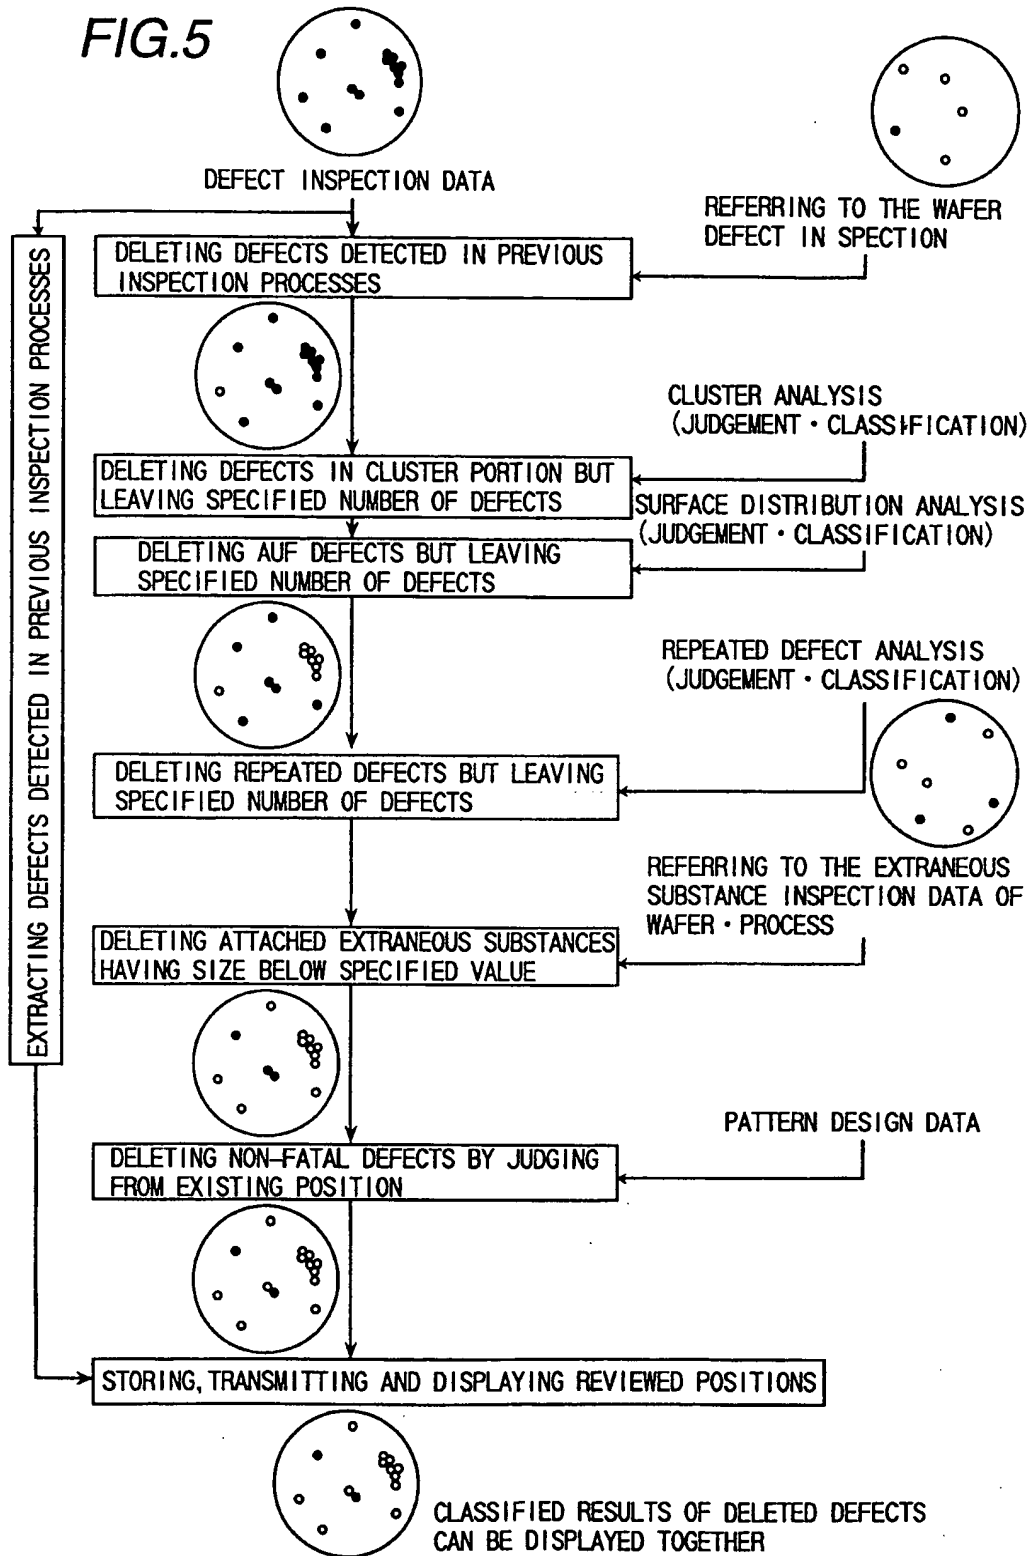 FIG.5
DEFECT INSPECTION DATA
REFERRING TO THE WAFER
DEFECT IN SPECTION
EXTRACTING DEFECTS DETECTED IN PREVIOUS INSPECTION PROCESSES
DELETING DEFECTS DETECTED IN PREVIOUS
INSPECTION PROCESSES
CLUSTER ANALYSIS
(JUDGEMENT・CLASSIFICATION)
DELETING DEFECTS IN CLUSTER PORTION BUT
LEAVING SPECIFIED NUMBER OF DEFECTS
SURFACE DISTRIBUTION ANALYSIS
(JUDGEMENT・CLASSIFICATION)
DELETING AUF DEFECTS BUT LEAVING
SPECIFIED NUMBER OF DEFECTS
REPEATED DEFECT ANALYSIS
(JUDGEMENT・CLASSIFICATION)
DELETING REPEATED DEFECTS BUT LEAVING
SPECIFIED NUMBER OF DEFECTS
REFERRING TO THE EXTRANEOUS
SUBSTANCE INSPECTION DATA OF
WAFER・PROCESS
DELETING ATTACHED EXTRANEOUS SUBSTANCES
HAVING SIZE BELOW SPECIFIED VALUE
PATTERN DESIGN DATA
DELETING NON-FATAL DEFECTS BY JUDGING
FROM EXISTING POSITION
STORING, TRANSMITTING AND DISPLAYING REVIEWED POSITIONS
CLASSIFIED RESULTS OF DELETED DEFECTS
CAN BE DISPLAYED TOGETHER